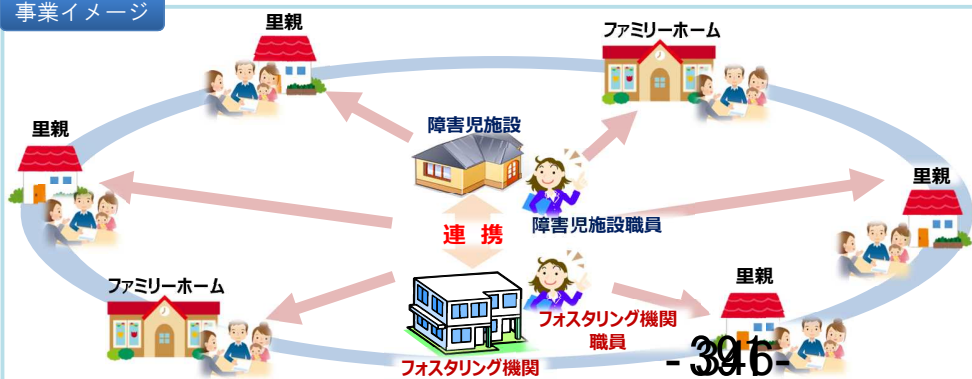 事業イメージ
里親
ファミリーホーム
里親
障害児施設
里親
連 携
障害児施設職員
ファミリーホーム
里親
フォスタリング機関
職員
フォスタリング機関